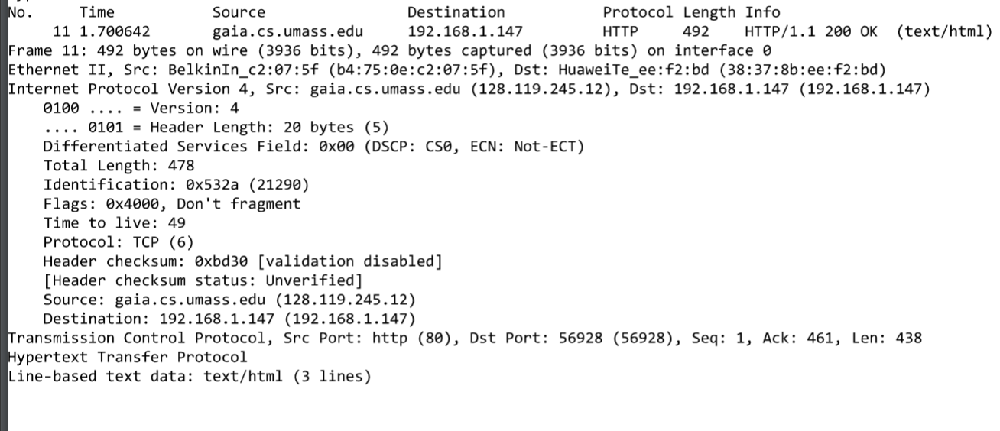 No. Time Source Destination Protocol Length Info
11 1.700642 gaia.cs.umass.edu 192.168.1.147 HTTP 492 HTTP/1.1 200 OK (text/html)
Frame 11: 492 bytes on wire (3936 bits), 492 bytes captured (3936 bits) on interface 0
Ethernet II, Src: BelkinIn_c2:07:5f (b4:75:0e:c2:07:5f), Dst: HuaweiTe_ee:f2:bd (38:37:8b:ee:f2:bd)
Internet Protocol Version 4, Src: gaia.cs.umass.edu (128.119.245.12), Dst: 192.168.1.147 (192.168.1.147)
0100 .... = Version: 4
.... 0101 = Header Length: 20 bytes (5)
Differentiated Services Field: 0x00 (DSCP: CS0, ECN: Not-ECT)
Total Length: 478
Identification: 0x532a (21290)
Flags: 0x4000, Don't fragment
Time to live: 49
Protocol: TCP (6)
Header checksum: 0xbd30 [validation disabled]
[Header checksum status: Unverified]
Source: gaia.cs.umass.edu (128.119.245.12)
Destination: 192.168.1.147 (192.168.1.147)
Transmission Control Protocol, Src Port: http (80), Dst Port: 56928 (56928), Seq: 1, Ack: 461, Len: 438
Hypertext Transfer Protocol
Line-based text data: text/html (3 lines)